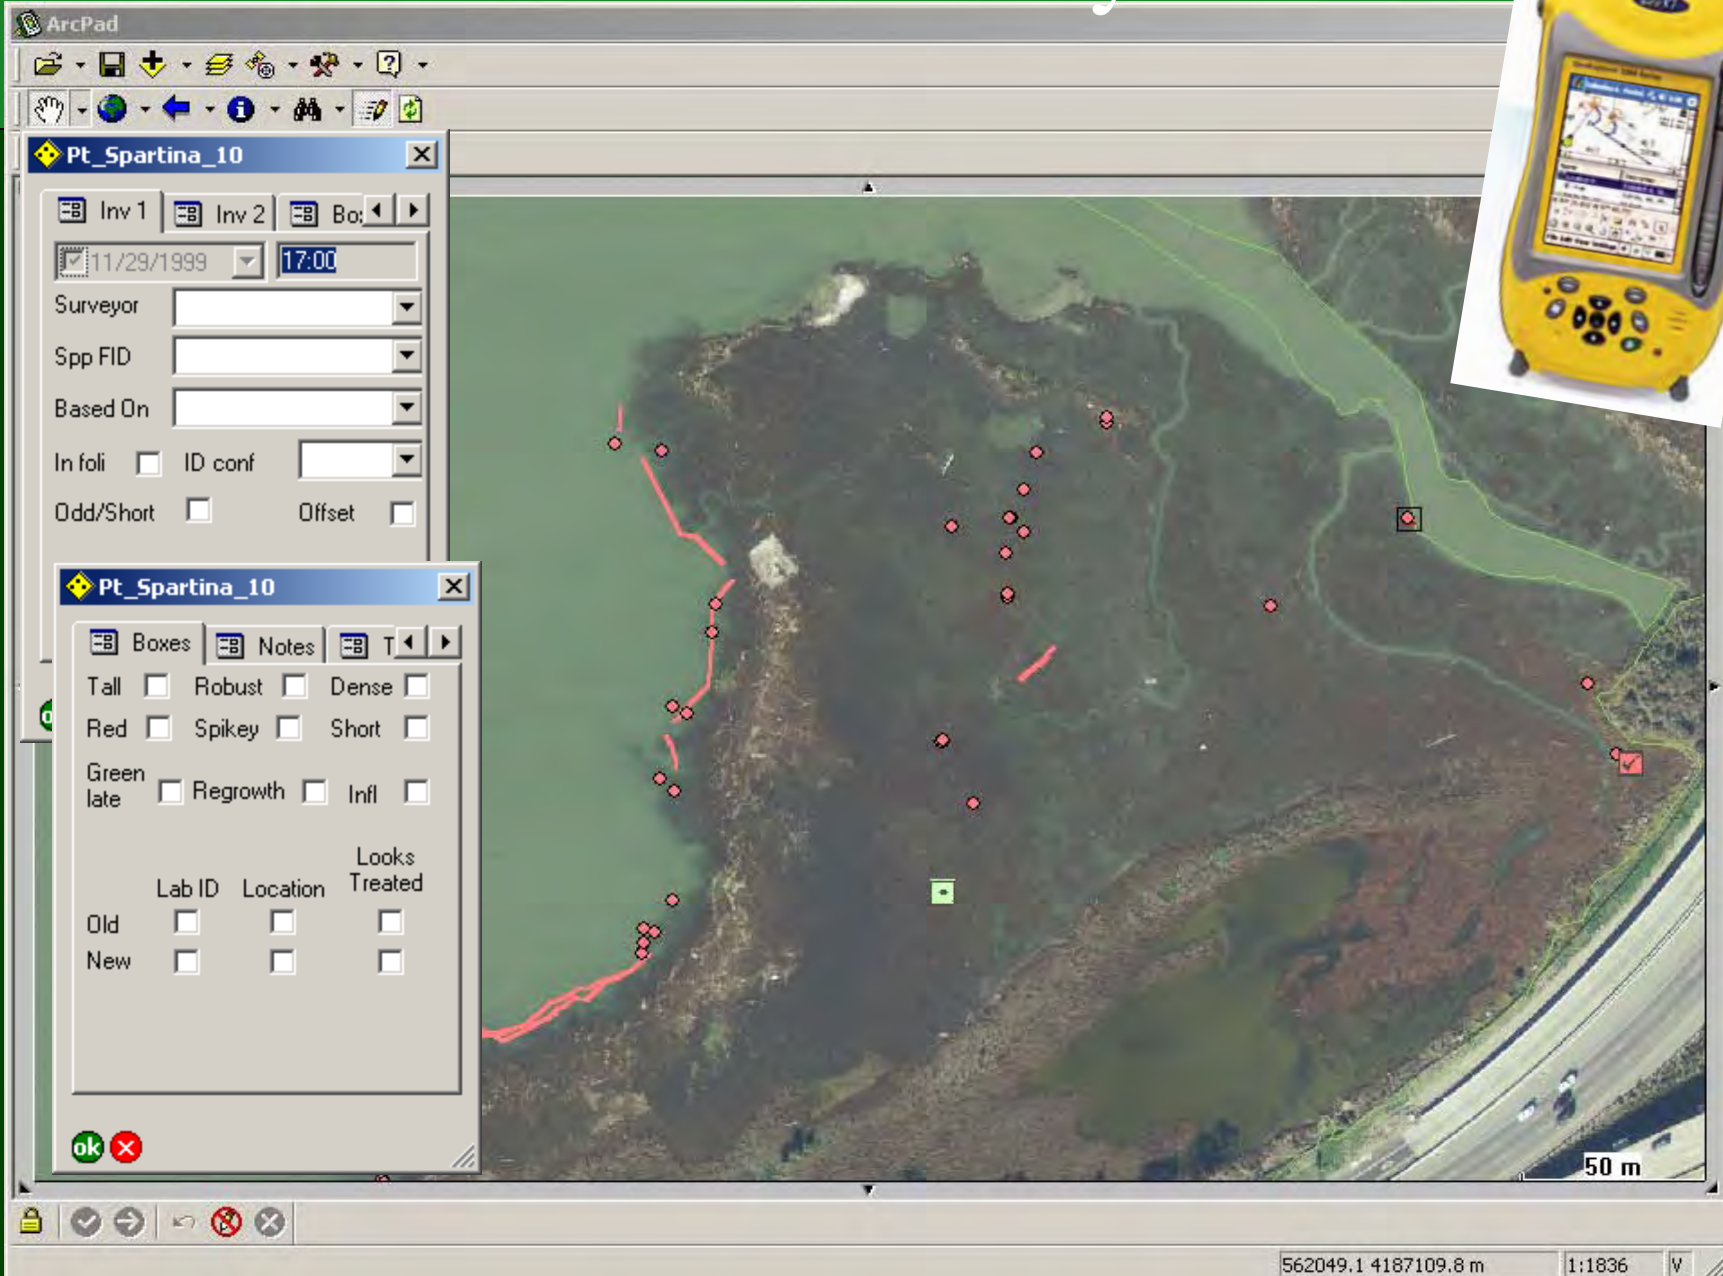 ArcPad
Pt_Spartina_10
Inv 1 Inv 2
11/29/1999 17:00
Surveyor
Spp FID
Based On
In foli ID conf
Odd/Short Offset
Pt_Spartina_10
Boxes Notes T
Tall Robust Dense
Red Spikey Short
Green late Regrowth Infl
Looks
Lab ID Location Treated
Old
New
ok
50 m
562049.1 4187109.8 m 1:1836 V